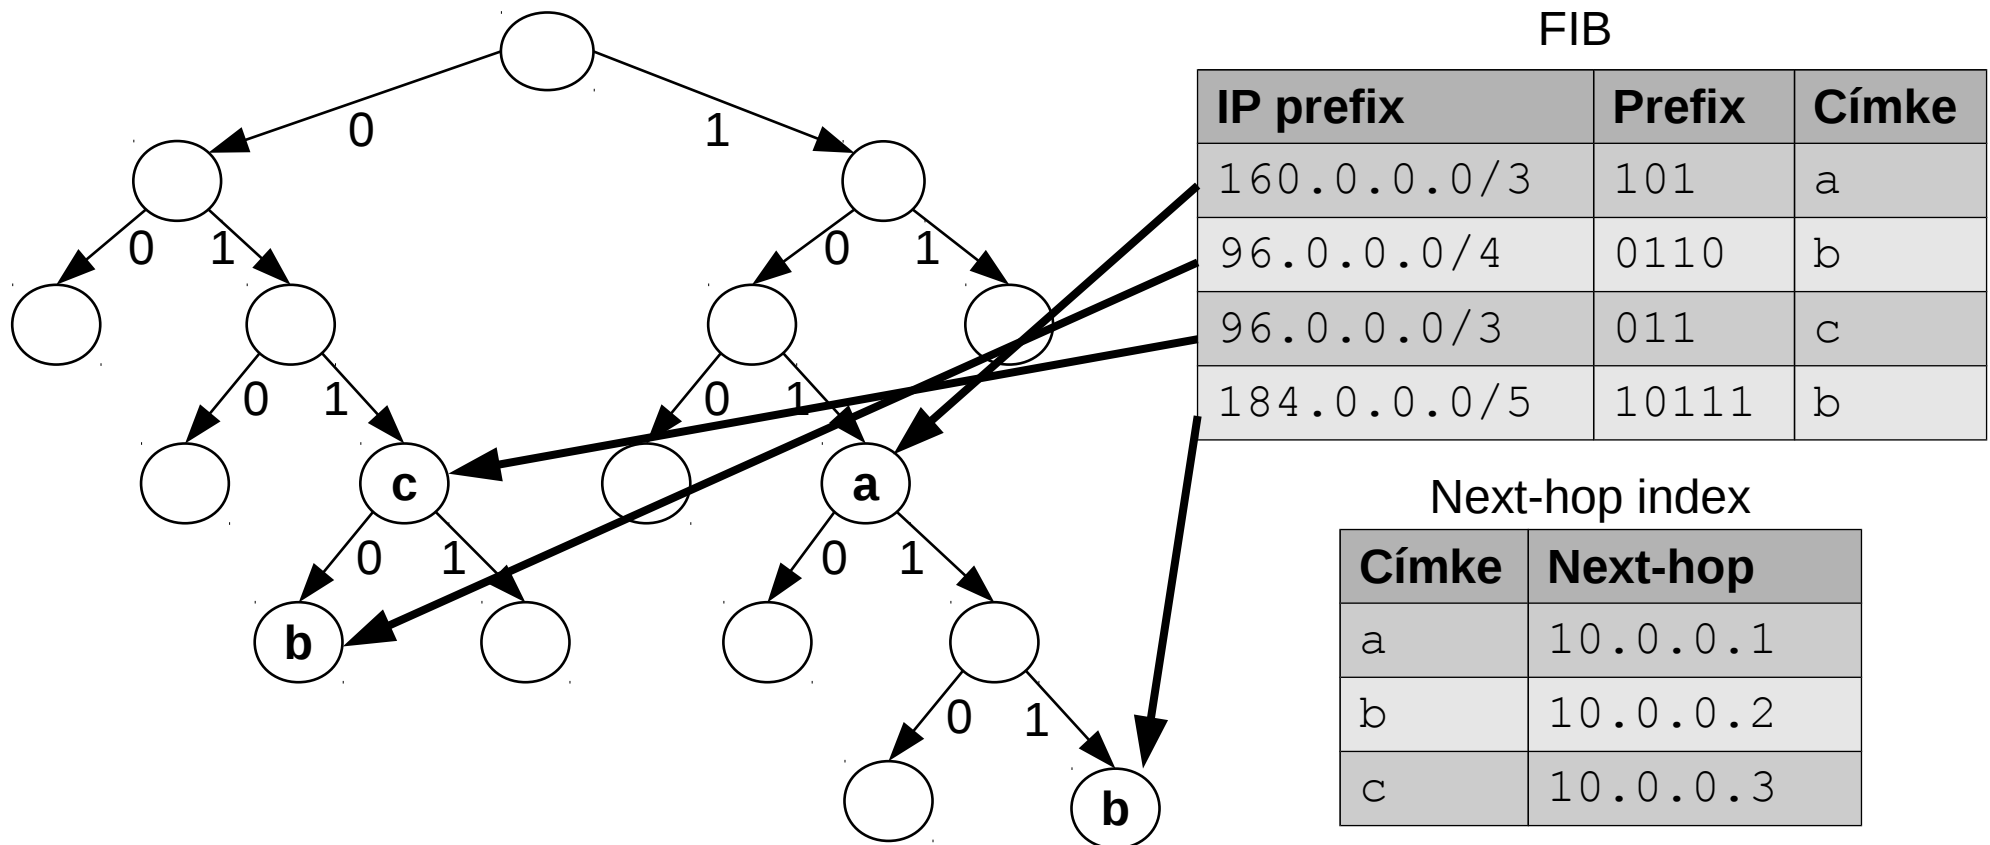 FIB
IP prefix Prefix Címke
160.0.0.0/3 101 a
96.0.0.0/4 0110 b
96.0.0.0/3 011 c
184.0.0.0/5 10111 b
Next-hop index
Címke Next-hop
a 10.0.0.1
b 10.0.0.2
c 10.0.0.3
0 1
0 1 0 1
0 1 0 1
c a
0 1 0 1
b
0 1
b